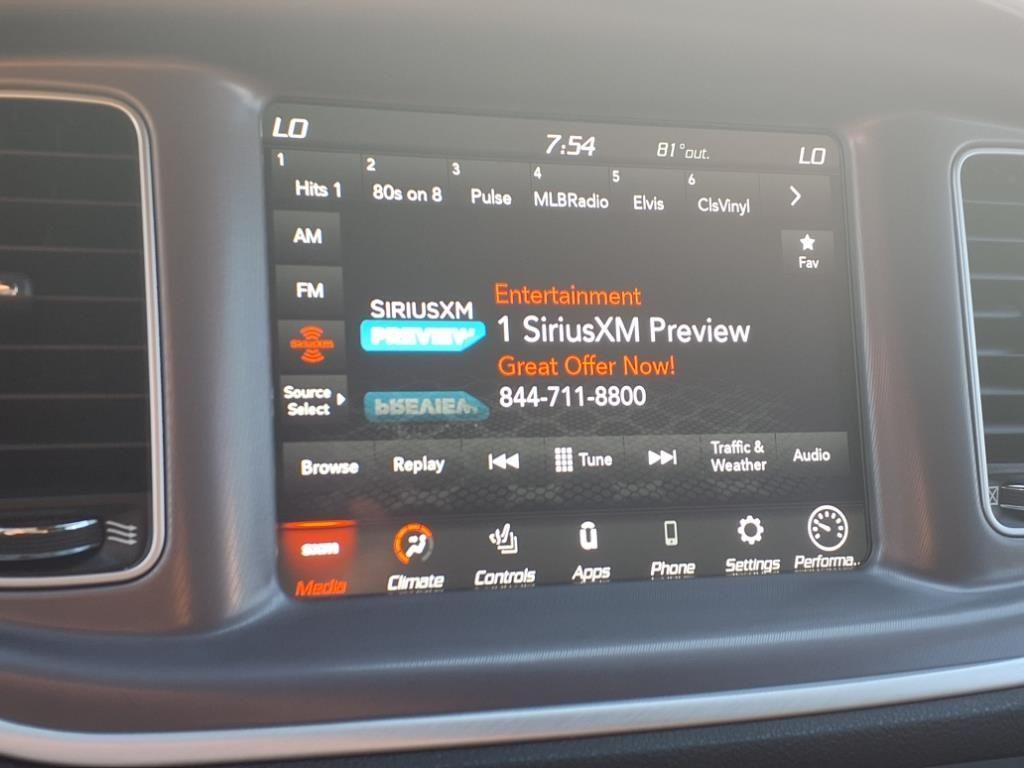 LO
7:54
81°out.
LO
1 Hits 1
2 80s on 8
3 Pulse
4 MLBRadio
5 Elvis
6 ClsVinyl
AM
Fav
FM
Entertainment
SIRIUSXM
PREVIEW
1 SiriusXM Preview
SIRIUSXM
Great Offer Now!
Source
Select
844-711-8800
PREVIEW
Browse
Replay
Tune
Traffic &
Weather
Audio
SXM
Media
Climate
Controls
Apps
Phone
Settings
Performa..